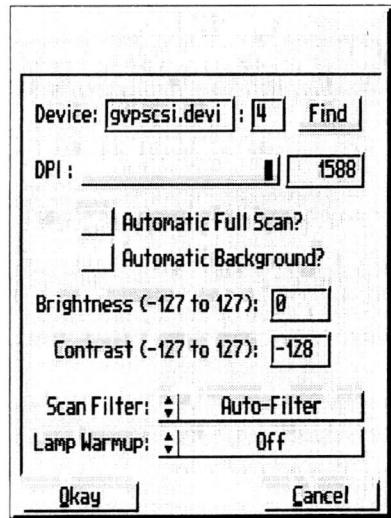 Device: gvpscsi.devi : 4 Find
DPI : 1588
Automatic Full Scan?
Automatic Background?
Brightness (-127 to 127): 0
Contrast (-127 to 127): -128
Scan Filter: Auto-Filter
Lamp Warmup: Off
Okay Cancel